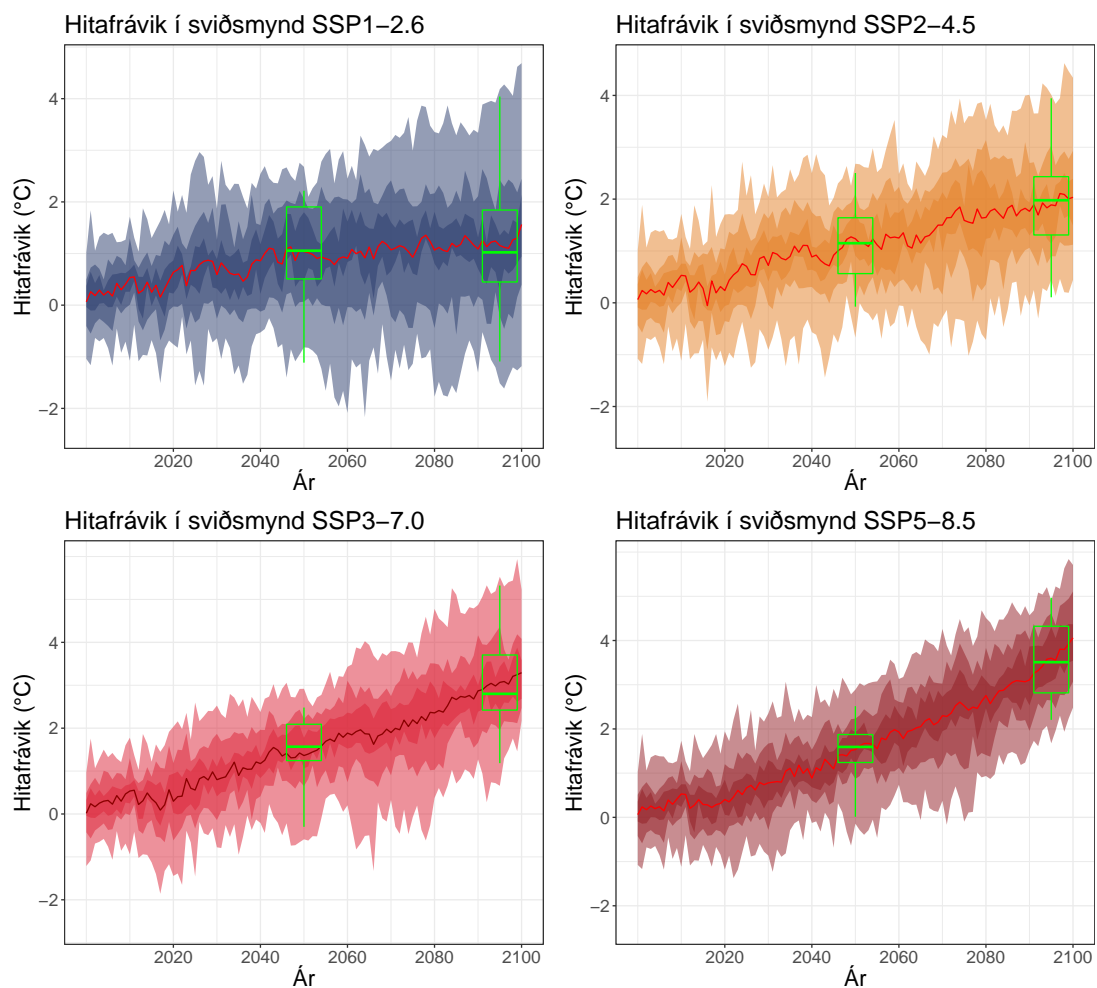 Hitafrávik í sviðsmynd SSP1−2.6
Hitafrávik (°C)
4
2
0
−2
2020 2040 2060 2080 2100
Ár
Hitafrávik í sviðsmynd SSP2−4.5
Hitafrávik (°C)
4
2
0
−2
2020 2040 2060 2080 2100
Ár
Hitafrávik í sviðsmynd SSP3−7.0
Hitafrávik (°C)
4
2
0
−2
2020 2040 2060 2080 2100
Ár
Hitafrávik í sviðsmynd SSP5−8.5
Hitafrávik (°C)
4
2
0
−2
2020 2040 2060 2080 2100
Ár